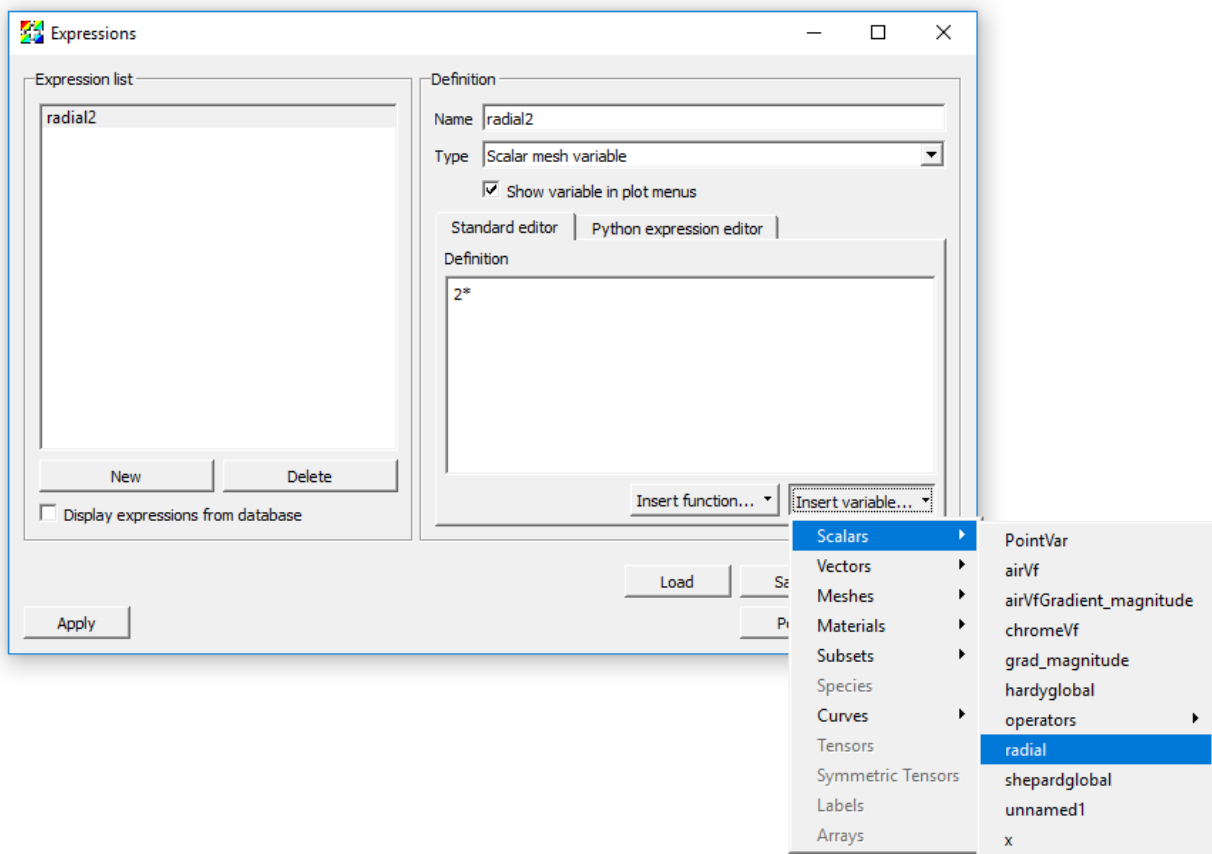 Expressions
Expression list
radial2
New
Delete
Display expressions from database
Definition
Name radial2
Type Scalar mesh variable
Show variable in plot menus
Standard editor
Python expression editor
Definition
2*
Insert function...
Insert variable...
Load
Sa
Apply
Scalars
Vectors
Meshes
Materials
Subsets
Species
Curves
Tensors
Symmetric Tensors
Labels
Arrays
PointVar
airVf
airVfGradient_magnitude
chromeVf
grad_magnitude
hardyglobal
operators
radial
shepardglobal
unnamed1
x